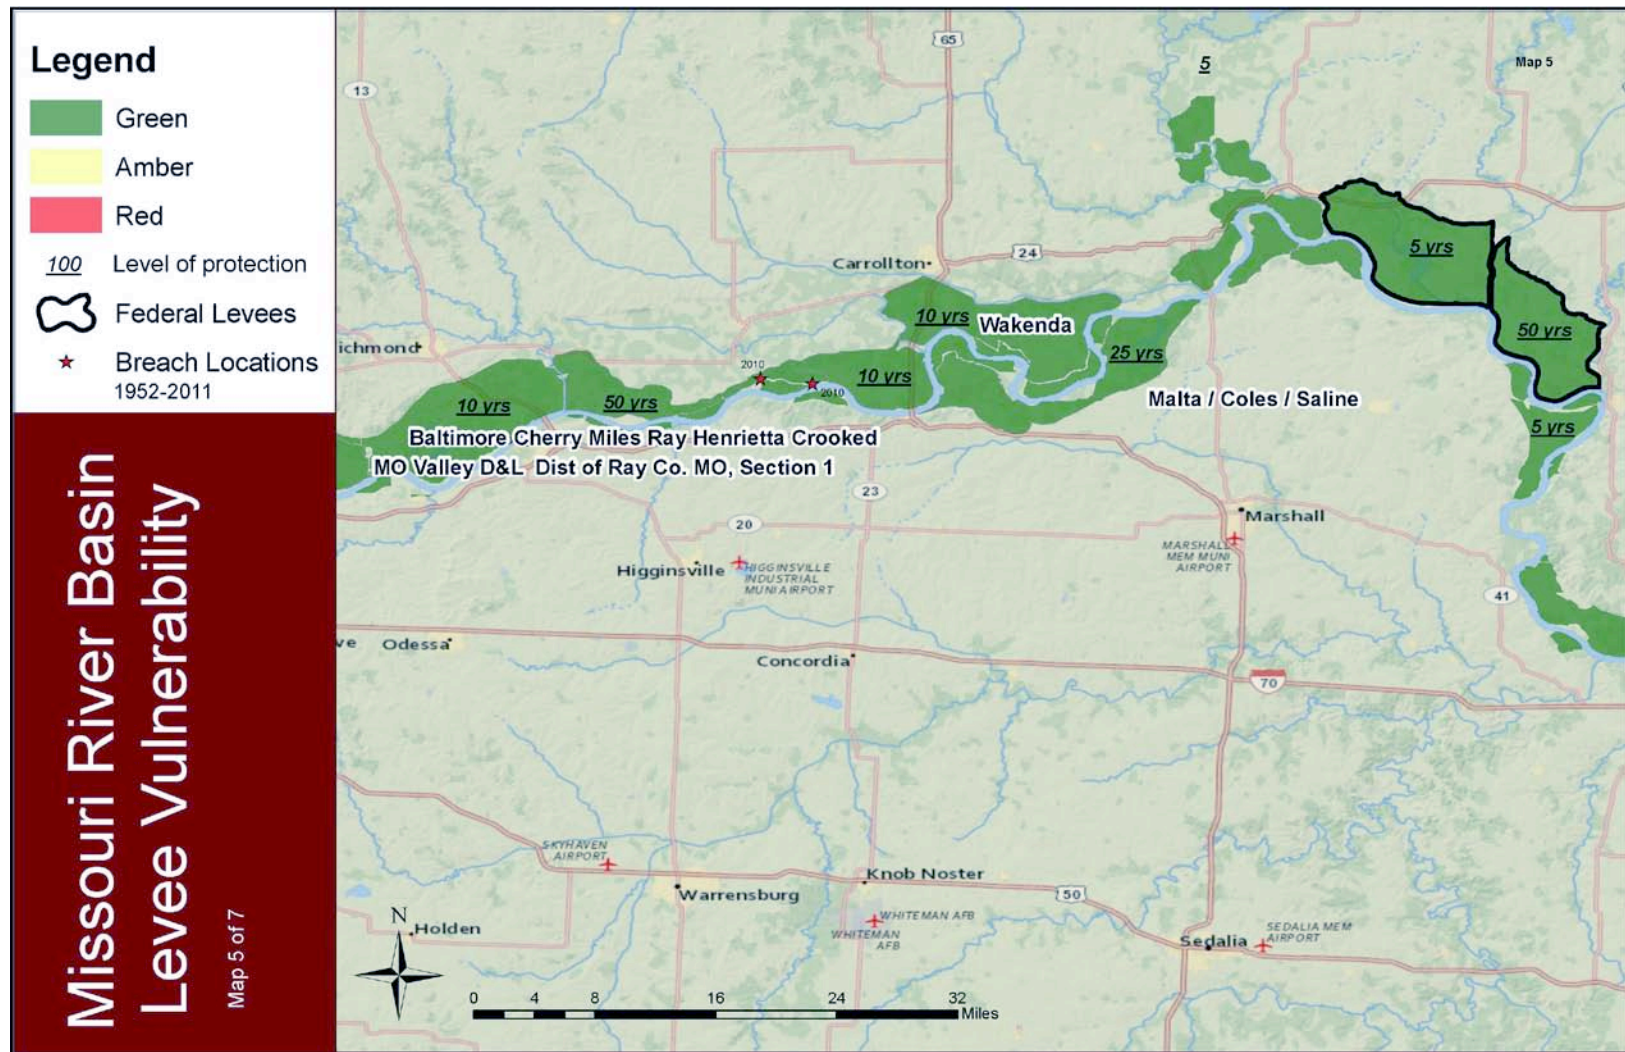 Legend
Green
Amber
Red
100 Level of protection
Federal Levees
Breach Locations
1952-2011
Missouri River Basin
Levee Vulnerability
Map 5 of 7
Map 5
65
5
13
24
Carrollton
5 yrs
50 yrs
10 yrs
Wakenda
25 yrs
ichmond
2010
2010
10 yrs
10 yrs
50 yrs
Malta / Coles / Saline
5 yrs
Baltimore Cherry Miles Ray Henrietta Crooked
MO Valley D&L Dist of Ray Co. MO, Section 1
23
20
Marshall
MARSHALL
MEM MUNI
AIRPORT
Higginsville
HIGGINSVILLE
INDUSTRIAL
MUNI AIRPORT
41
ve
Odessa
Concordia
70
SKYHAVEN
AIRPORT
Warrensburg
Knob Noster
50
WHITEMAN AFB
WHITEMAN
AFB
Holden
Sedalia
SEDALIA MEM
AIRPORT
N
0 4 8 16 24 32
Miles